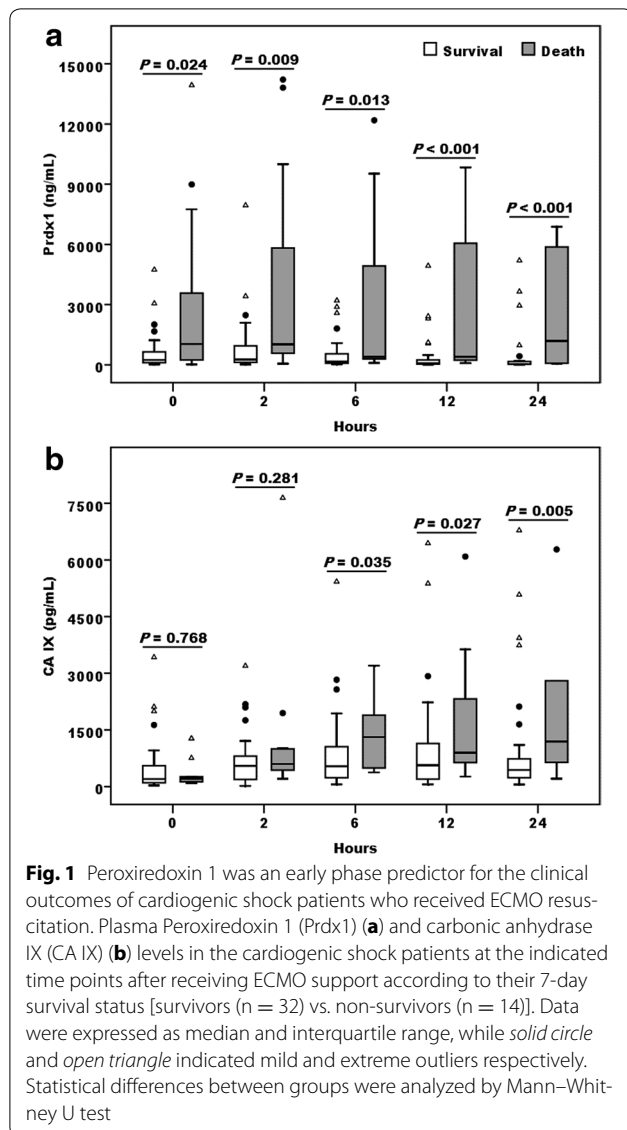 a
Survival Death
P = 0.024 P = 0.009 P = 0.013 P < 0.001 P < 0.001
15000
12000
9000
6000
3000
0
Prdx1 (ng/mL)
0 2 6 12 24
Hours
b
P = 0.768 P = 0.281 P = 0.035 P = 0.027 P = 0.005
7500
6000
4500
3000
1500
0
CA IX (pg/mL)
0 2 6 12 24
Hours
Fig. 1 Peroxiredoxin 1 was an early phase predictor for the clinical
outcomes of cardiogenic shock patients who received ECMO resus-
citation. Plasma Peroxiredoxin 1 (Prdx1) (a) and carbonic anhydrase
IX (CA IX) (b) levels in the cardiogenic shock patients at the indicated
time points after receiving ECMO support according to their 7-day
survival status [survivors (n = 32) vs. non-survivors (n = 14)]. Data
were expressed as median and interquartile range, while solid circle
and open triangle indicated mild and extreme outliers respectively.
Statistical differences between groups were analyzed by Mann–Whit-
ney U test